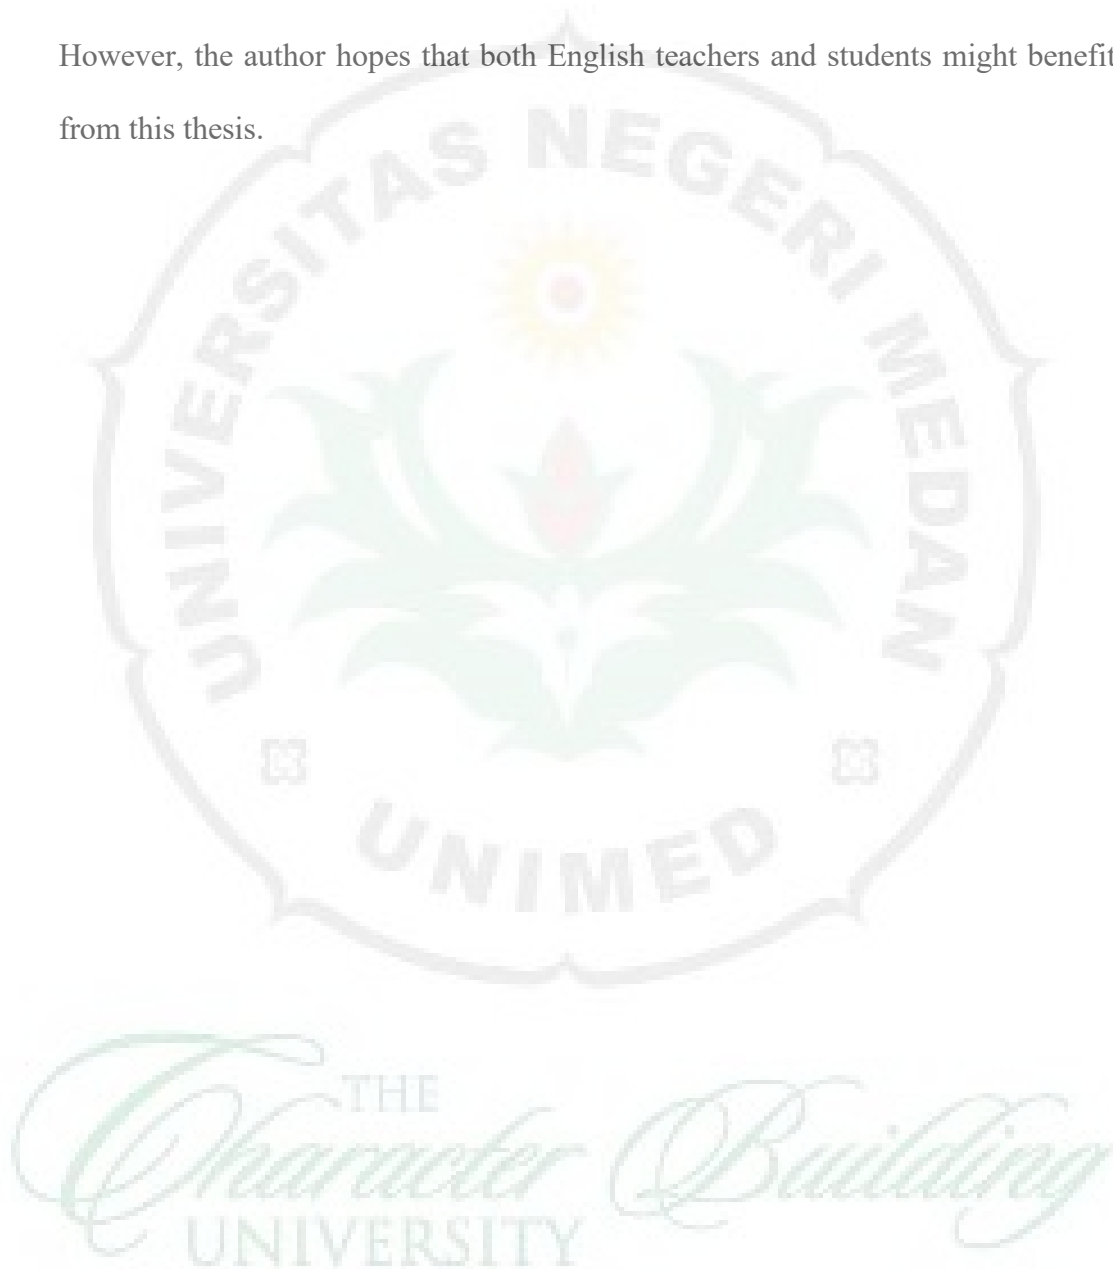 However, the author hopes that both English teachers and students might benefit
from this thesis.
UNIVERSITAS NEGERI MEDAN
UNIMED
THE
Character Building
UNIVERSITY